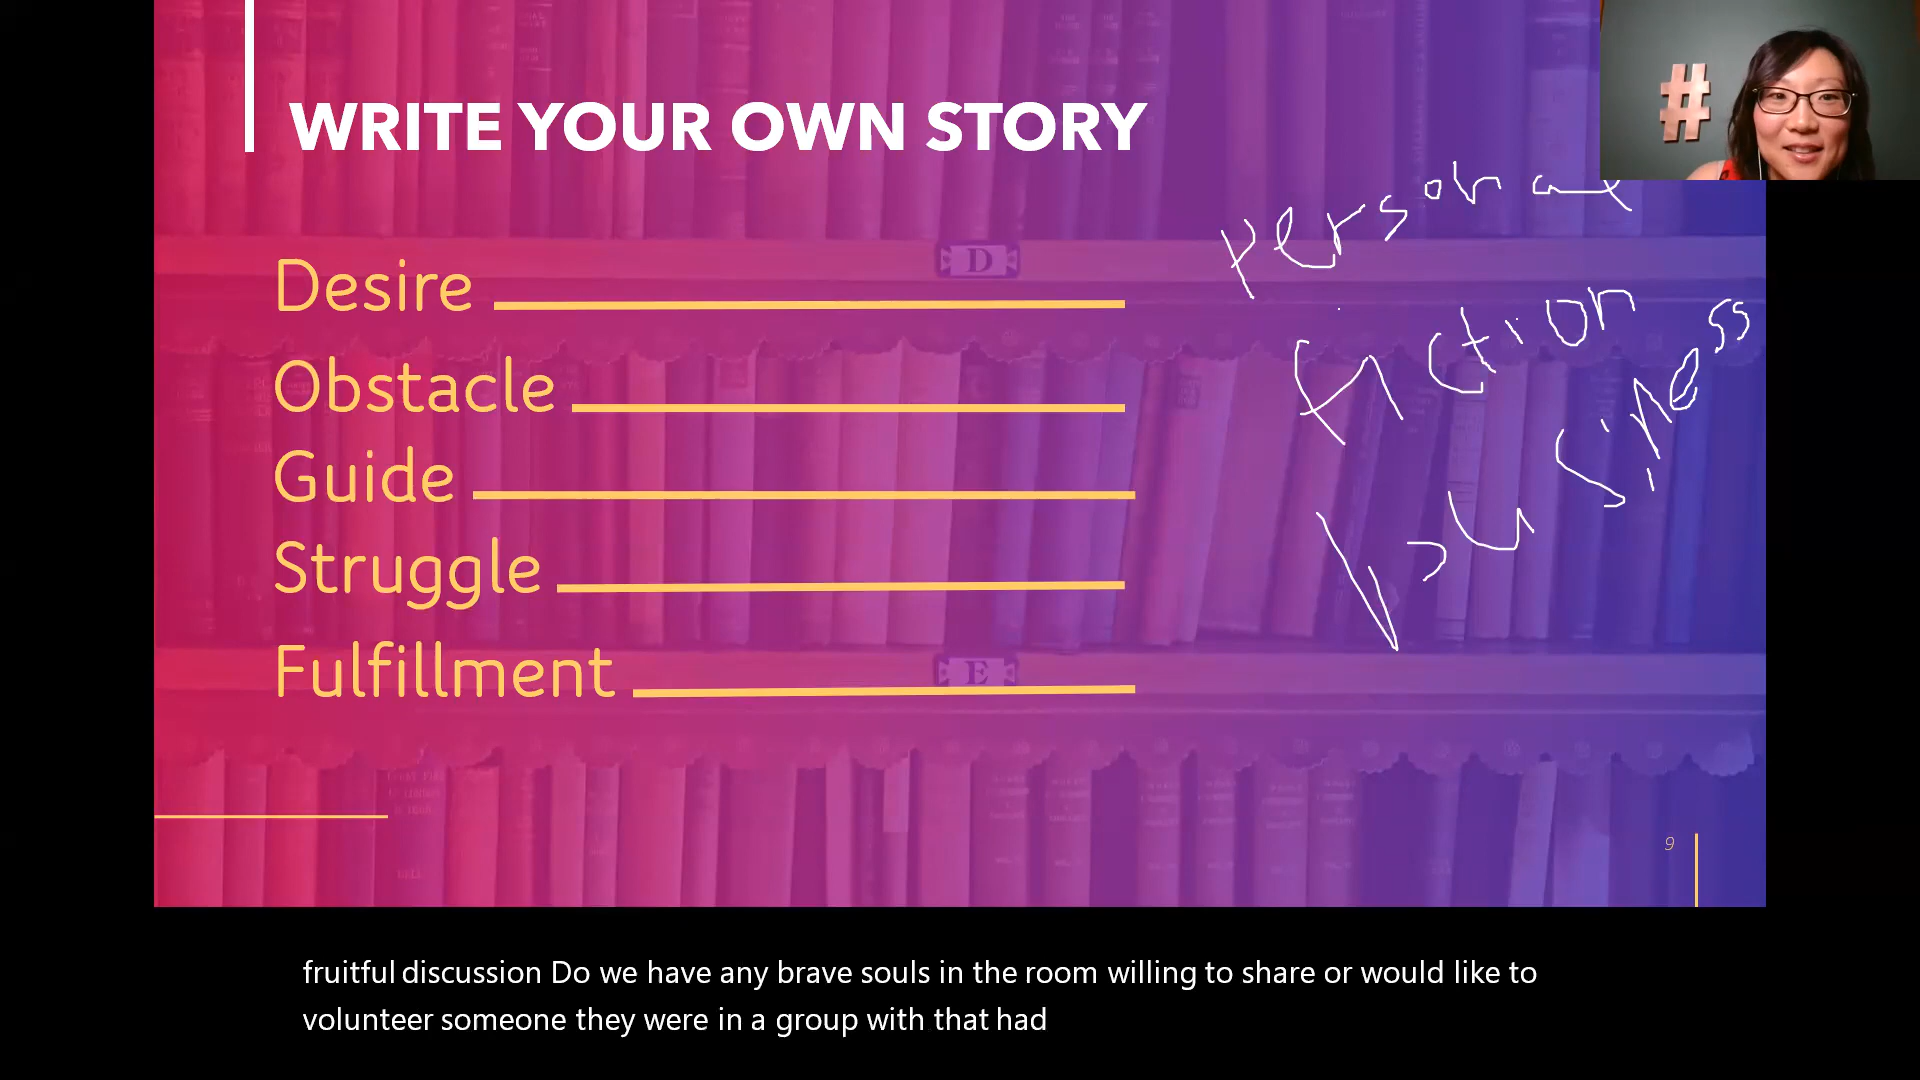 WRITE YOUR OWN STORY
#
personal
D
Desire
fiction
Obstacle
business
Guide
Struggle
Fulfillment
E
9
fruitful discussion Do we have any brave souls in the room willing to share or would like to
volunteer someone they were in a group with that had